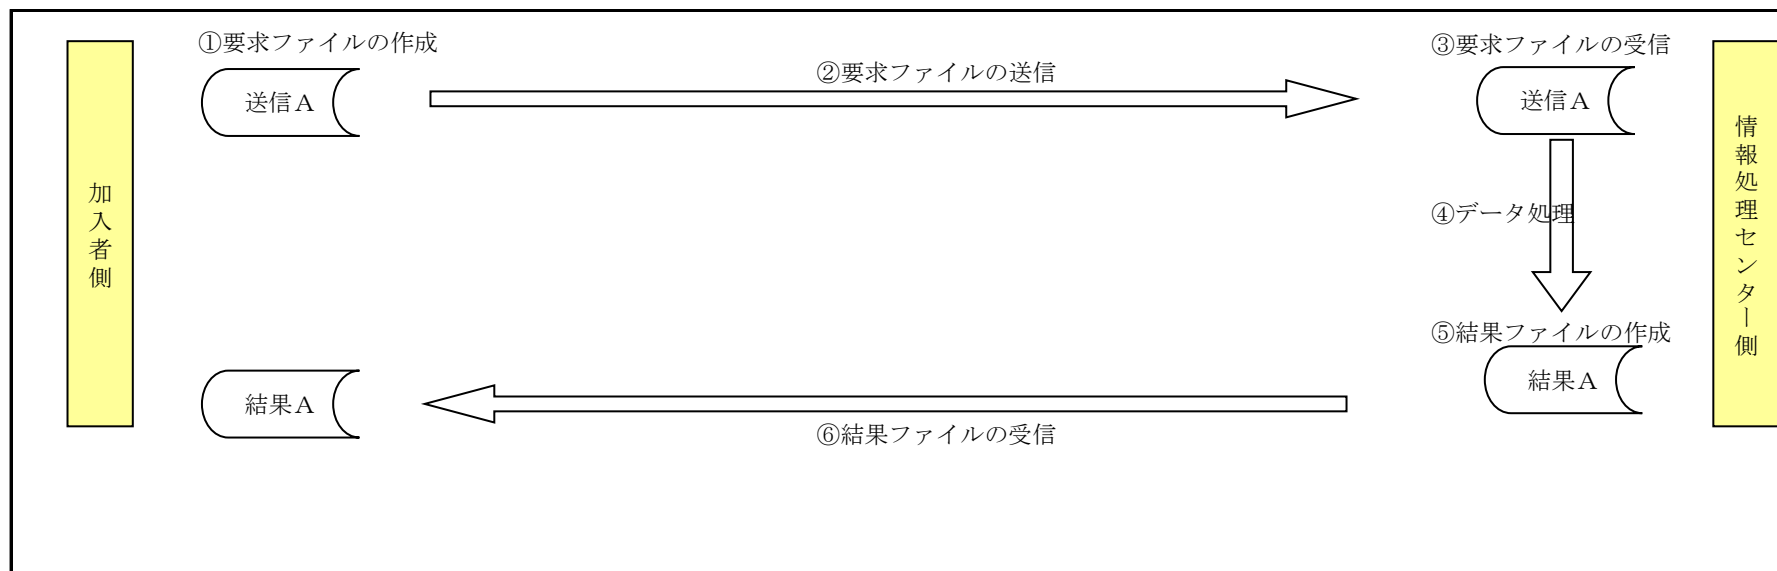 ①要求ファイルの作成
②要求ファイルの送信
③要求ファイルの受信
送信A
送信A
加入者側
情報処理センター側
④データ処理
⑤結果ファイルの作成
結果A
結果A
⑥結果ファイルの受信